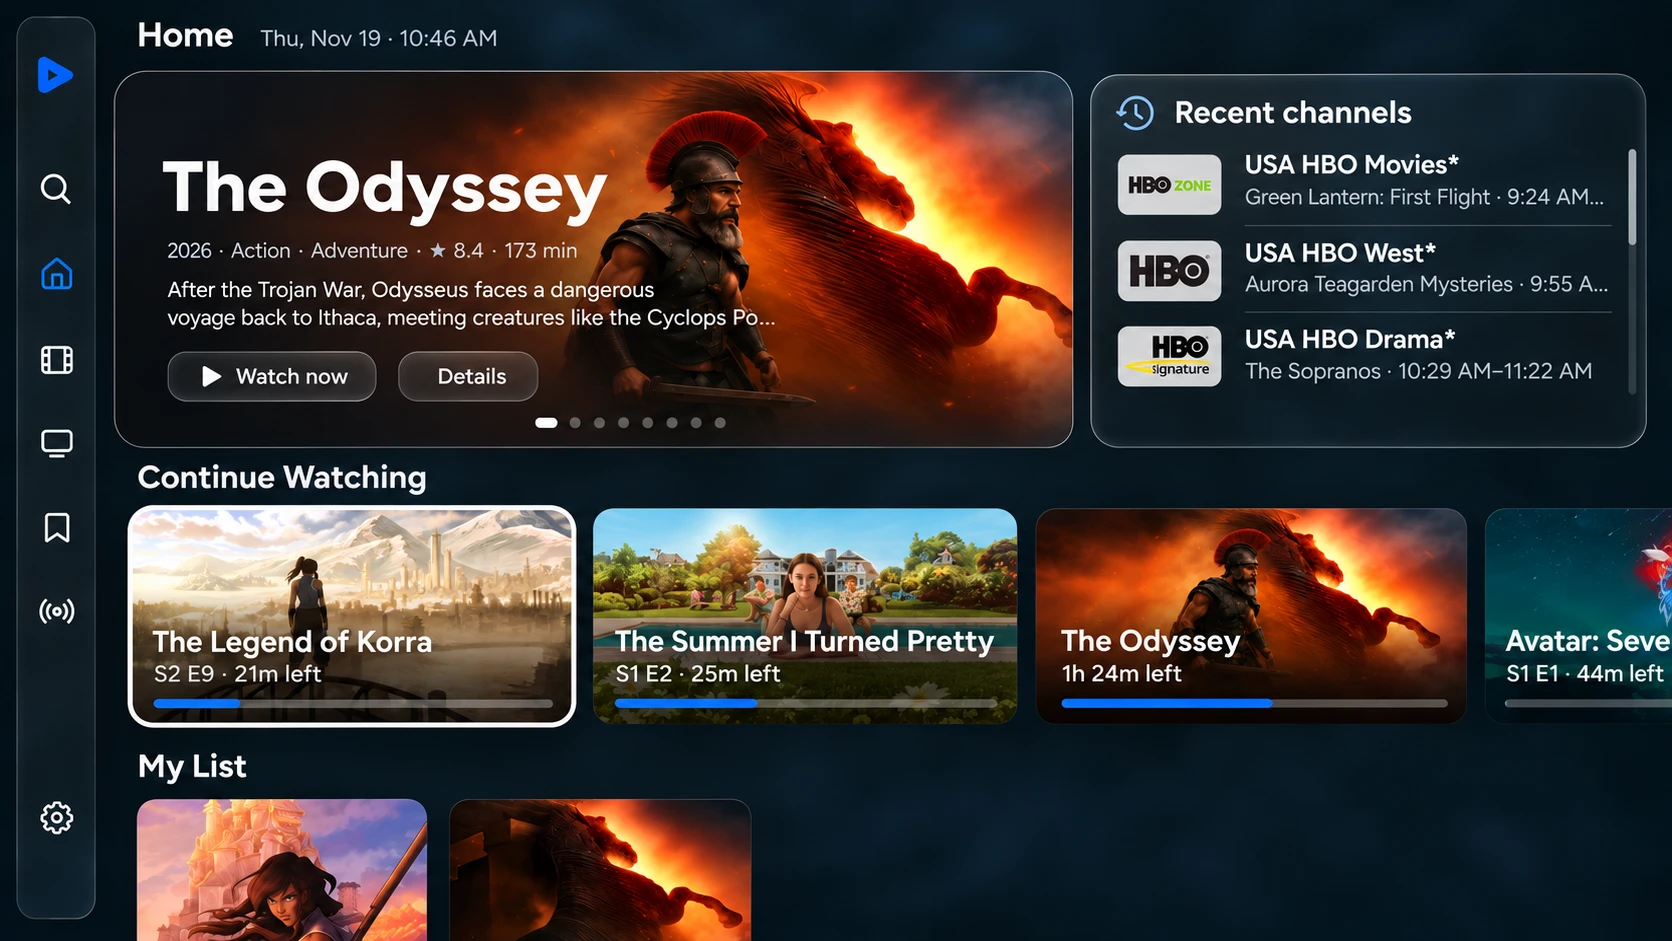 Home Thu, Nov 19 · 10:46 AM
The Odyssey
2026 · Action · Adventure · ★ 8.4 · 173 min
After the Trojan War, Odysseus faces a dangerous
voyage back to Ithaca, meeting creatures like the Cyclops Po...
Watch now Details
Recent channels
HBO ZONE
USA HBO Movies*
Green Lantern: First Flight · 9:24 AM...
HBO
USA HBO West*
Aurora Teagarden Mysteries · 9:55 A...
HBO signature
USA HBO Drama*
The Sopranos · 10:29 AM–11:22 AM
Continue Watching
The Legend of Korra
S2 E9 · 21m left
The Summer I Turned Pretty
S1 E2 · 25m left
The Odyssey
1h 24m left
Avatar: Seve
S1 E1 · 44m left
My List